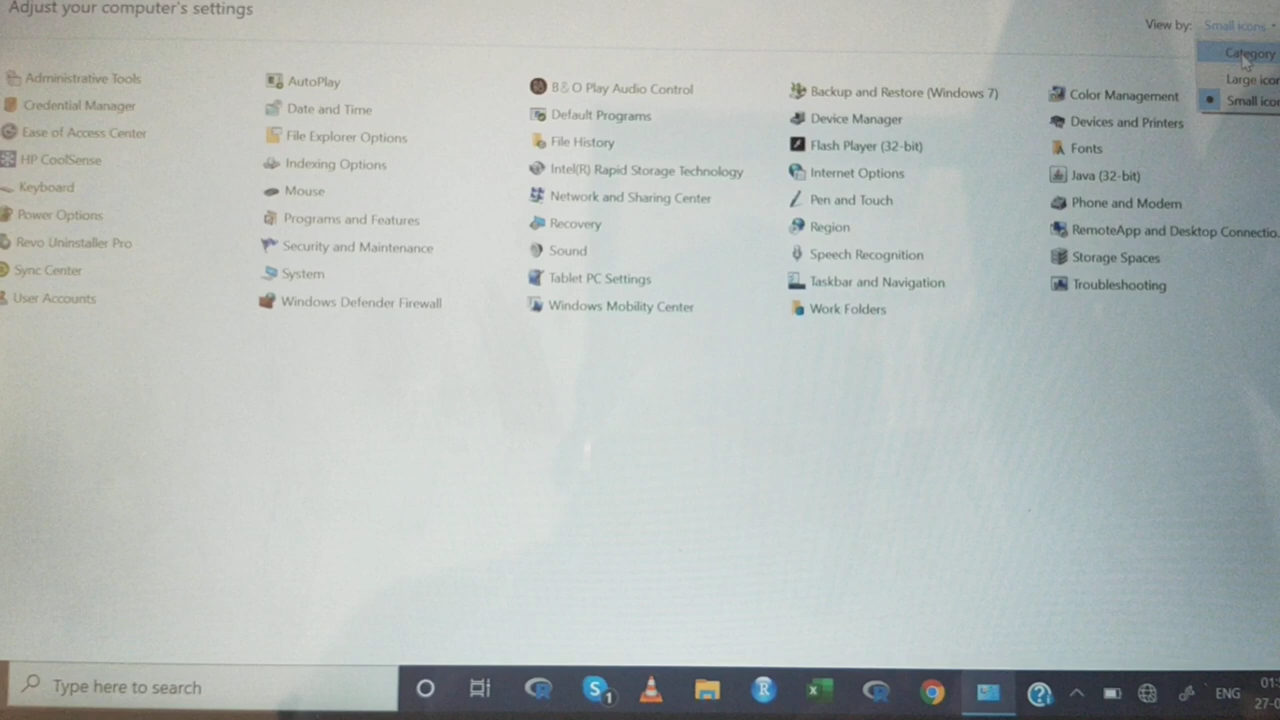 Adjust your computer's settings
View by: Small icons
Category
Large icon
Small icon
Administrative Tools
AutoPlay
B&O Play Audio Control
Backup and Restore (Windows 7)
Color Management
Credential Manager
Date and Time
Default Programs
Device Manager
Devices and Printers
Ease of Access Center
File Explorer Options
File History
Flash Player (32-bit)
Fonts
HP CoolSense
Indexing Options
Intel(R) Rapid Storage Technology
Internet Options
Java (32-bit)
Keyboard
Mouse
Network and Sharing Center
Pen and Touch
Phone and Modem
Power Options
Programs and Features
Recovery
Region
RemoteApp and Desktop Connectio
Revo Uninstaller Pro
Security and Maintenance
Sound
Speech Recognition
Storage Spaces
Sync Center
System
Tablet PC Settings
Taskbar and Navigation
Troubleshooting
User Accounts
Windows Defender Firewall
Windows Mobility Center
Work Folders
Type here to search
1
ENG